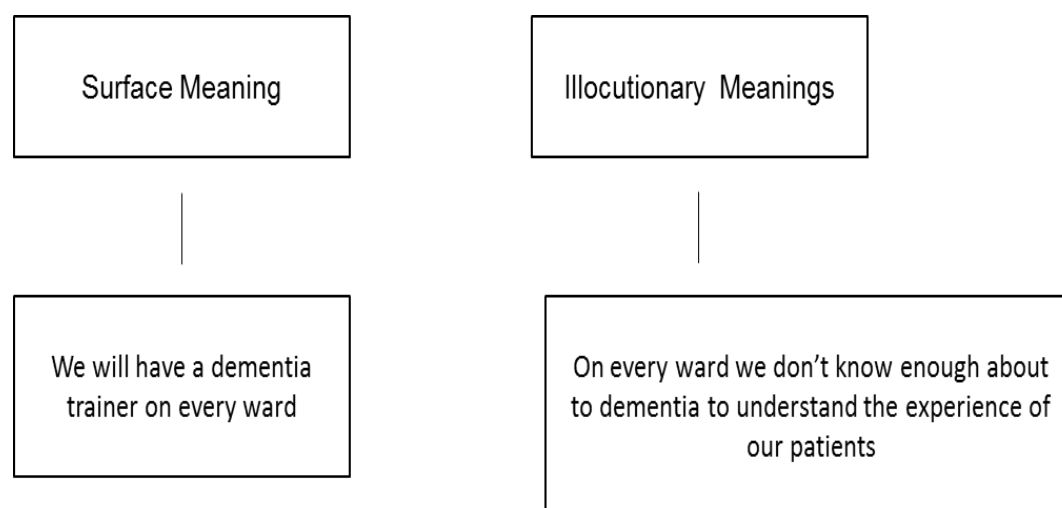 Surface Meaning
Illocutionary Meanings
We will have a dementia
trainer on every ward
On every ward we don’t know enough about
to dementia to understand the experience of
our patients